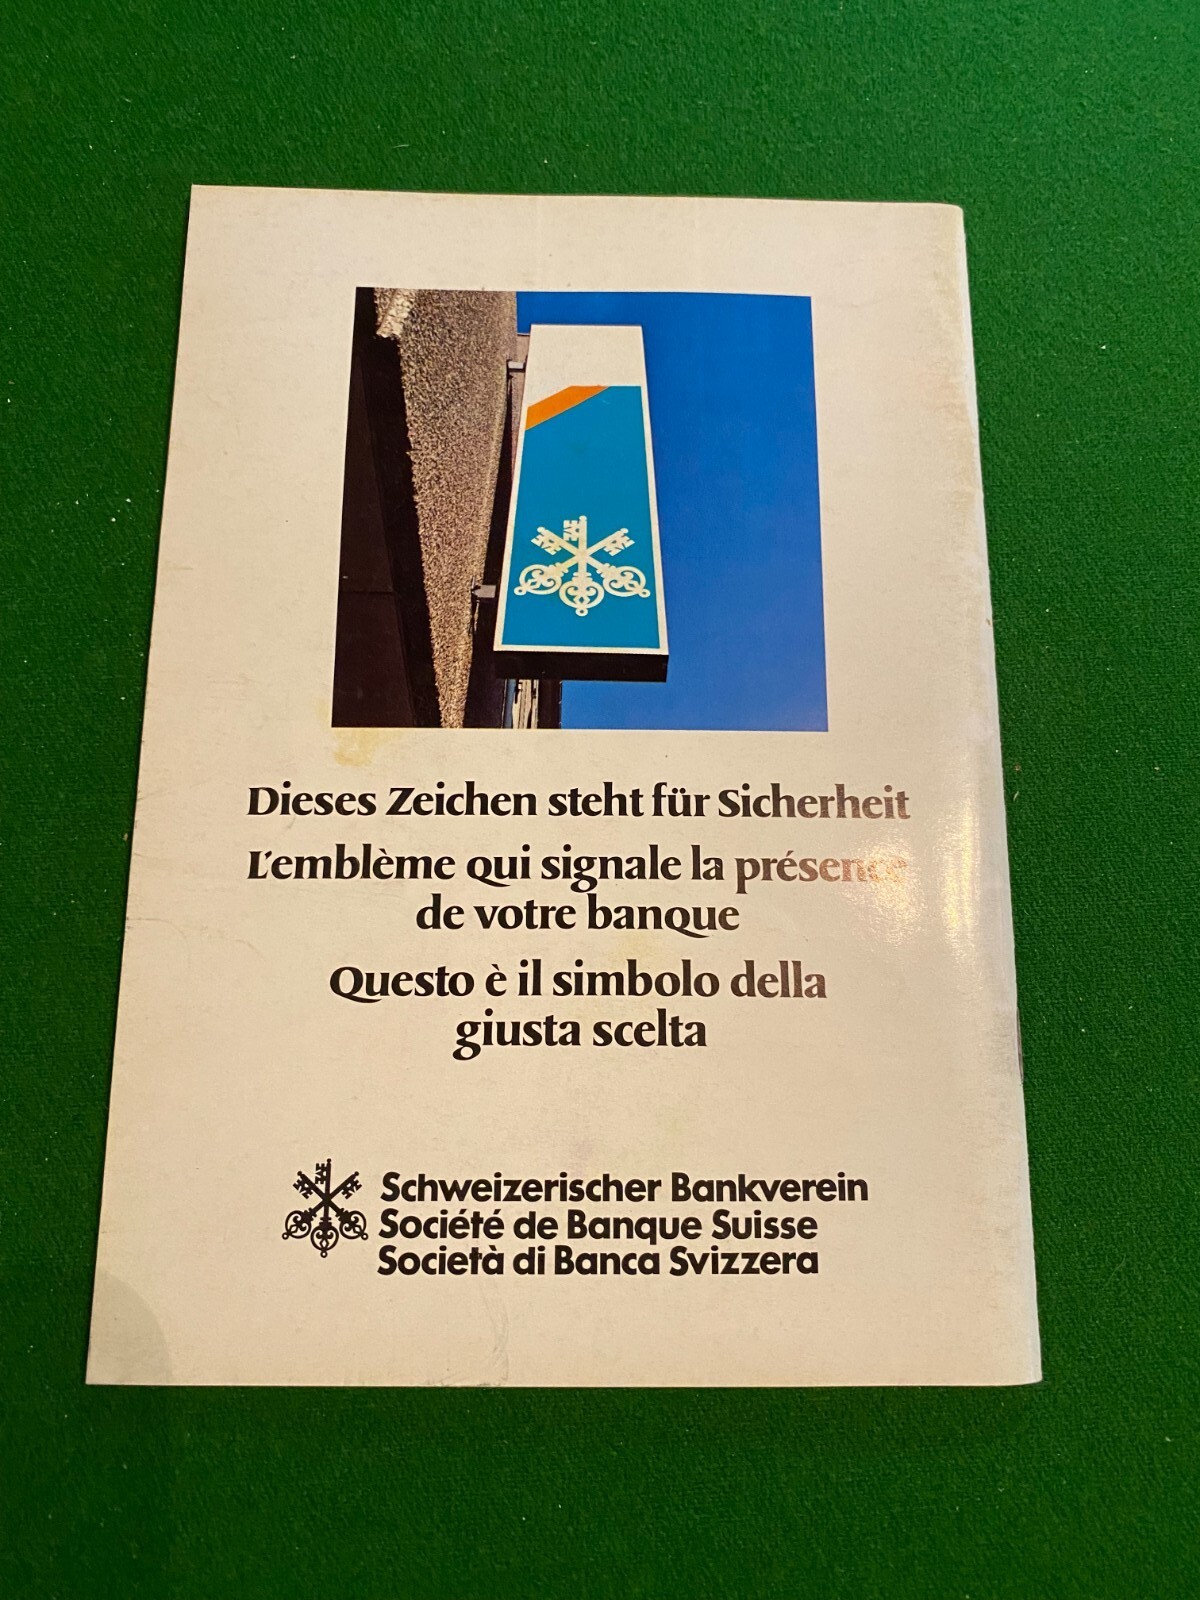 Dieses Zeichen steht für Sicherheit
L'emblème qui signale la présence
de votre banque
Questo è il simbolo della
giusta scelta
Schweizerischer Bankverein
Société de Banque Suisse
Società di Banca Svizzera